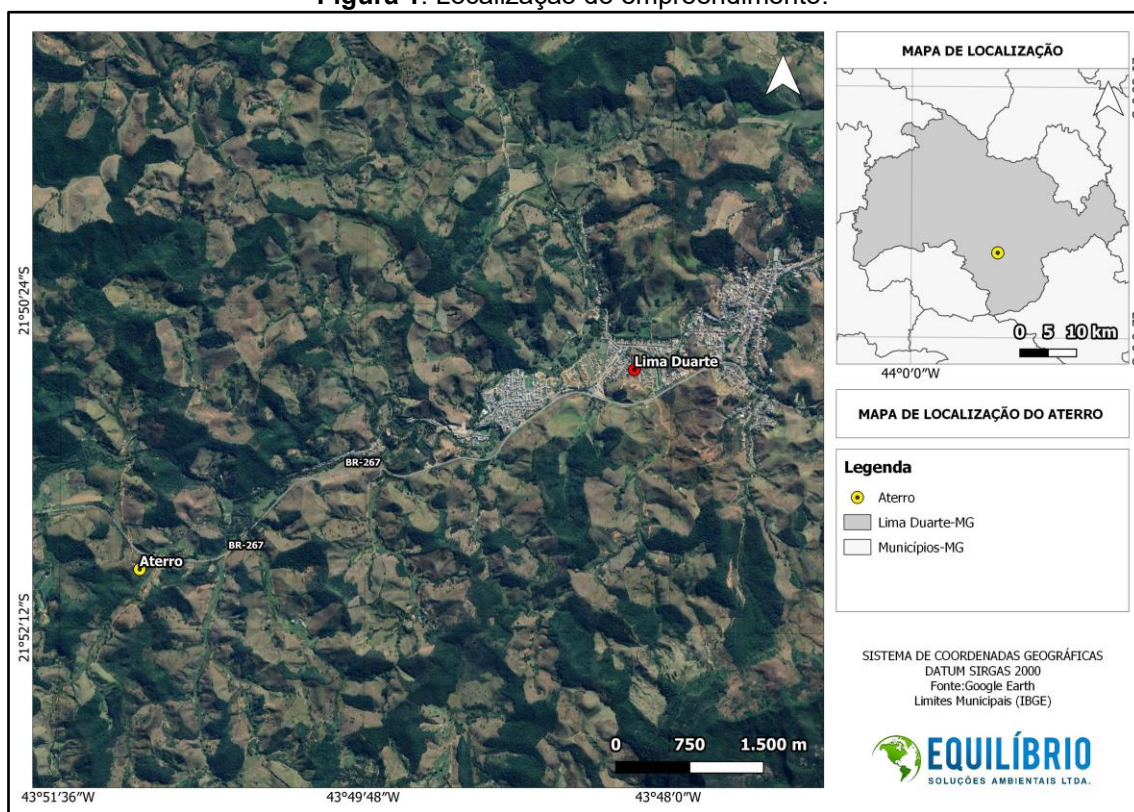 Figura 1. Localização do empreendimento.
MAPA DE LOCALIZAÇÃO
0 5 10 km
44°0′0″W
MAPA DE LOCALIZAÇÃO DO ATERRO
Legenda
Aterro
Lima Duarte-MG
Municípios-MG
SISTEMA DE COORDENADAS GEOGRÁFICAS
DATUM SIRGAS 2000
Fonte:Google Earth
Limites Municipais (IBGE)
EQUILÍBRIO
SOLUÇÕES AMBIENTAIS LTDA.
21°50′24″S
21°52′12″S
Lima Duarte
BR-267
BR-267
Aterro
0 750 1.500 m
43°51′36″W
43°49′48″W
43°48′0″W